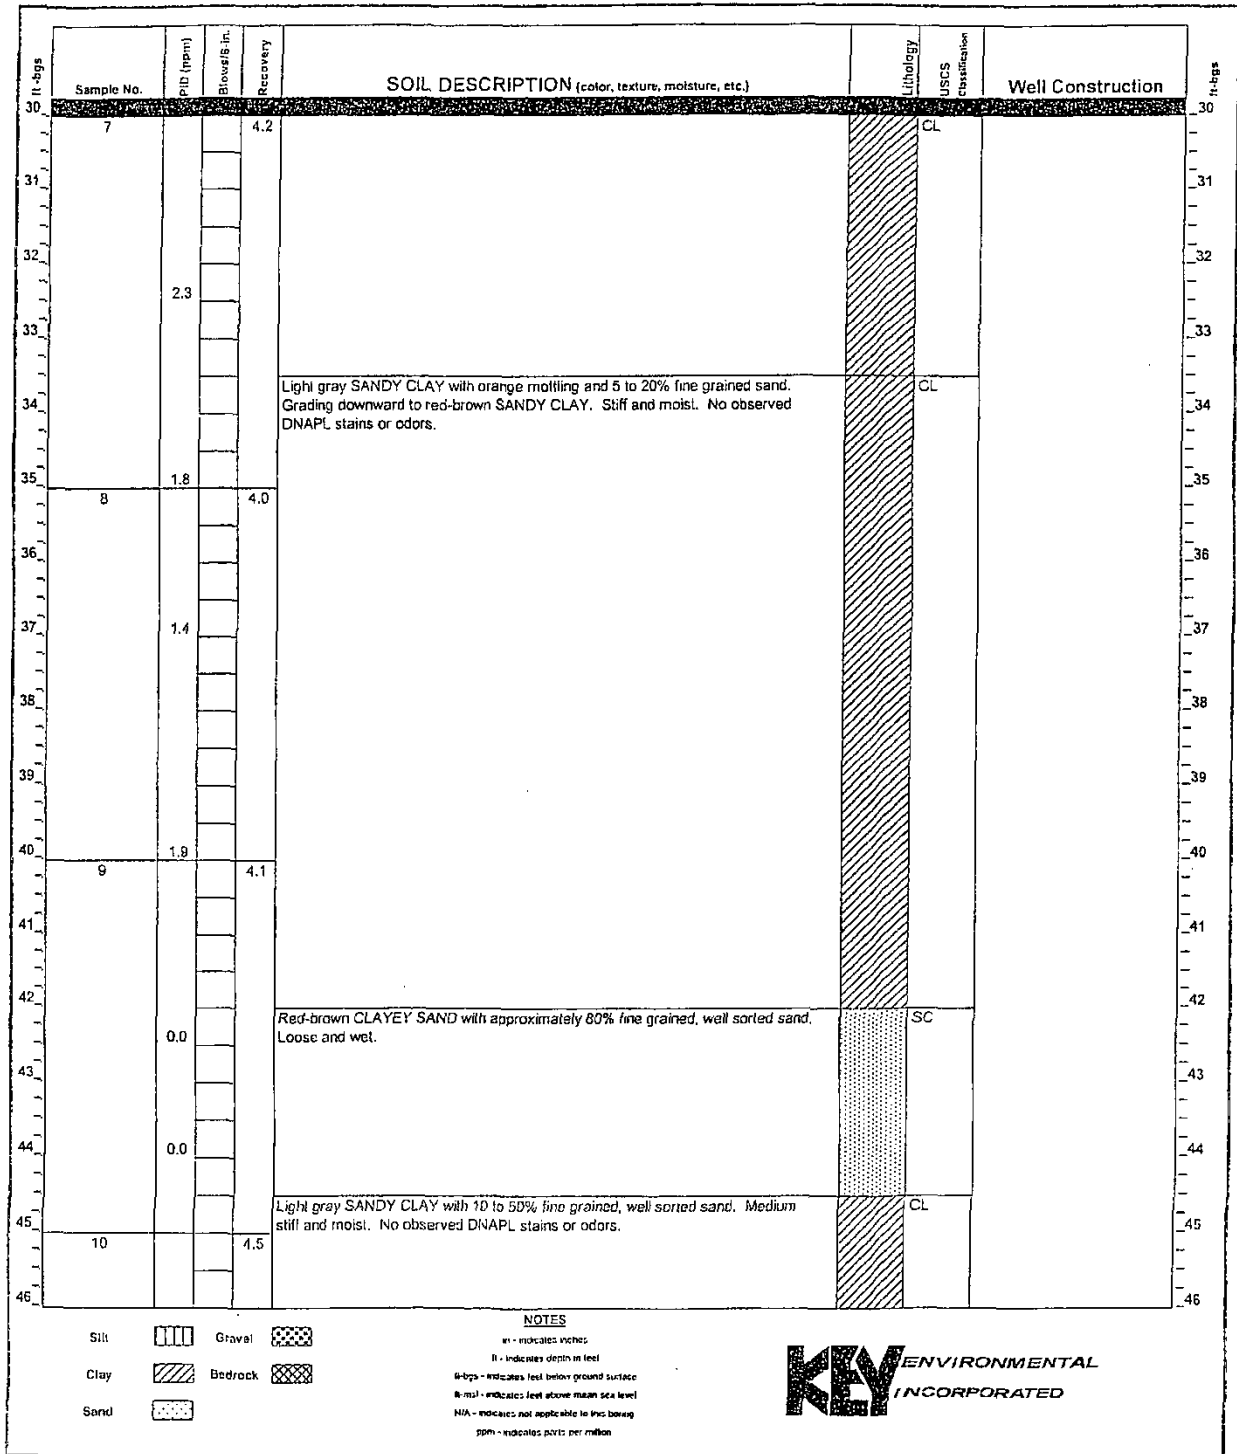 ft-bgs Sample No. PID (ppm) Blows/6-in. Recovery SOIL DESCRIPTION (color, texture, moisture, etc.) Lithology USCS Classification Well Construction ft-bgs
30 30
7 4.2 CL
31 31
32 32
2.3
33 33
Light gray SANDY CLAY with orange mottling and 5 to 20% fine grained sand. CL
34 Grading downward to red-brown SANDY CLAY. Stiff and moist. No observed 34
DNAPL stains or odors.
35 1.8 35
8 4.0
36 36
37 1.4 37
38 38
39 39
40 1.9 40
9 4.1
41 41
42 42
Red-brown CLAYEY SAND with approximately 80% fine grained, well sorted sand. SC
0.0 Loose and wet.
43 43
44 0.0 44
Light gray SANDY CLAY with 10 to 50% fine grained, well sorted sand. Medium CL
45 stiff and moist. No observed DNAPL stains or odors. 45
10 4.5
46 46
NOTES
Silt Gravel in - indicates inches
ft - indicates depth in feet
Clay Bedrock ft-bgs - indicates feet below ground surface
ft-msl - indicates feet above mean sea level
Sand N/A - indicates not applicable to this boring
ppm - indicates parts per million
KEY ENVIRONMENTAL
INCORPORATED